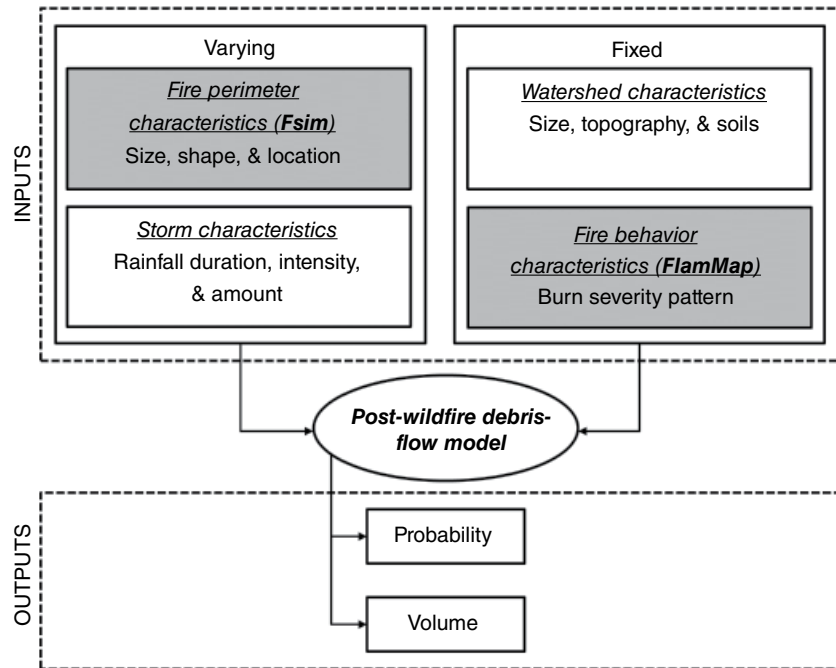 INPUTS
Varying
Fire perimeter
characteristics (Fsim)
Size, shape, & location
Storm characteristics
Rainfall duration, intensity,
& amount
Fixed
Watershed characteristics
Size, topography, & soils
Fire behavior
characteristics (FlamMap)
Burn severity pattern
Post-wildfire debris-
flow model
OUTPUTS
Probability
Volume